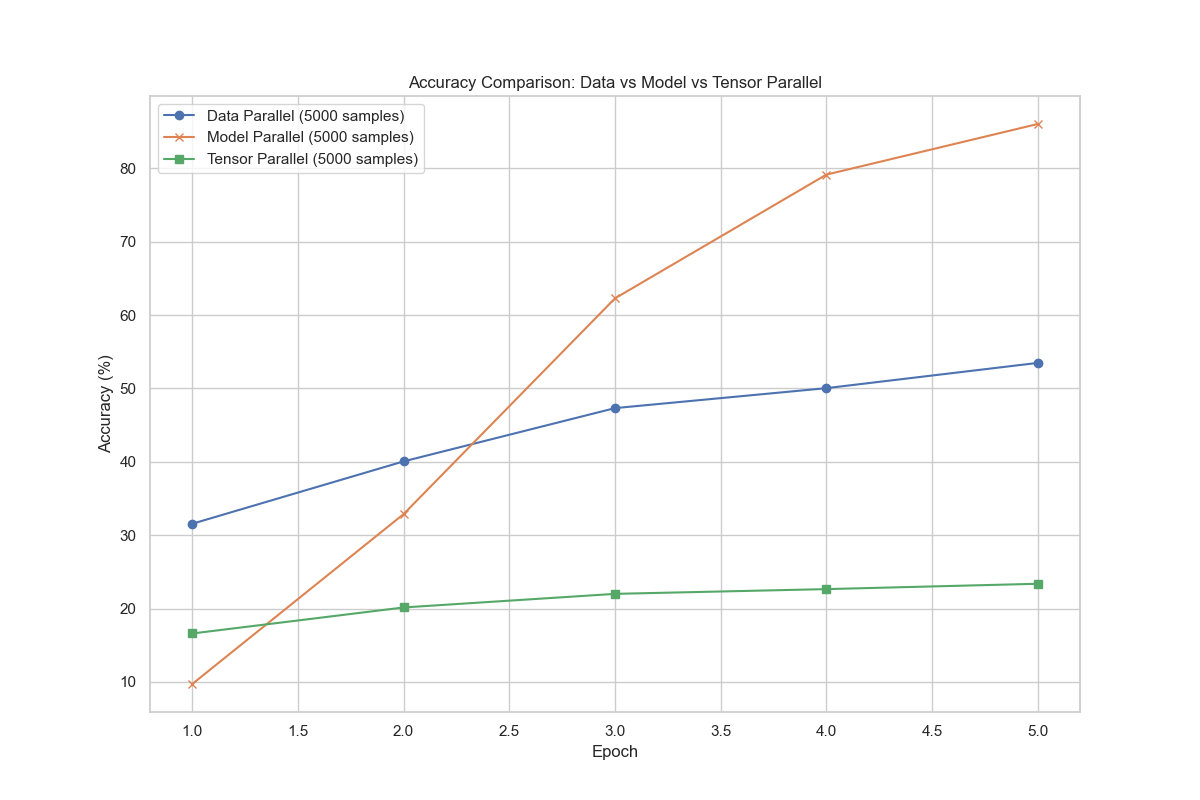 Accuracy Comparison: Data vs Model vs Tensor Parallel
Data Parallel (5000 samples)
Model Parallel (5000 samples)
Tensor Parallel (5000 samples)
Accuracy (%)
80
70
60
50
40
30
20
10
1.0 1.5 2.0 2.5 3.0 3.5 4.0 4.5 5.0
Epoch